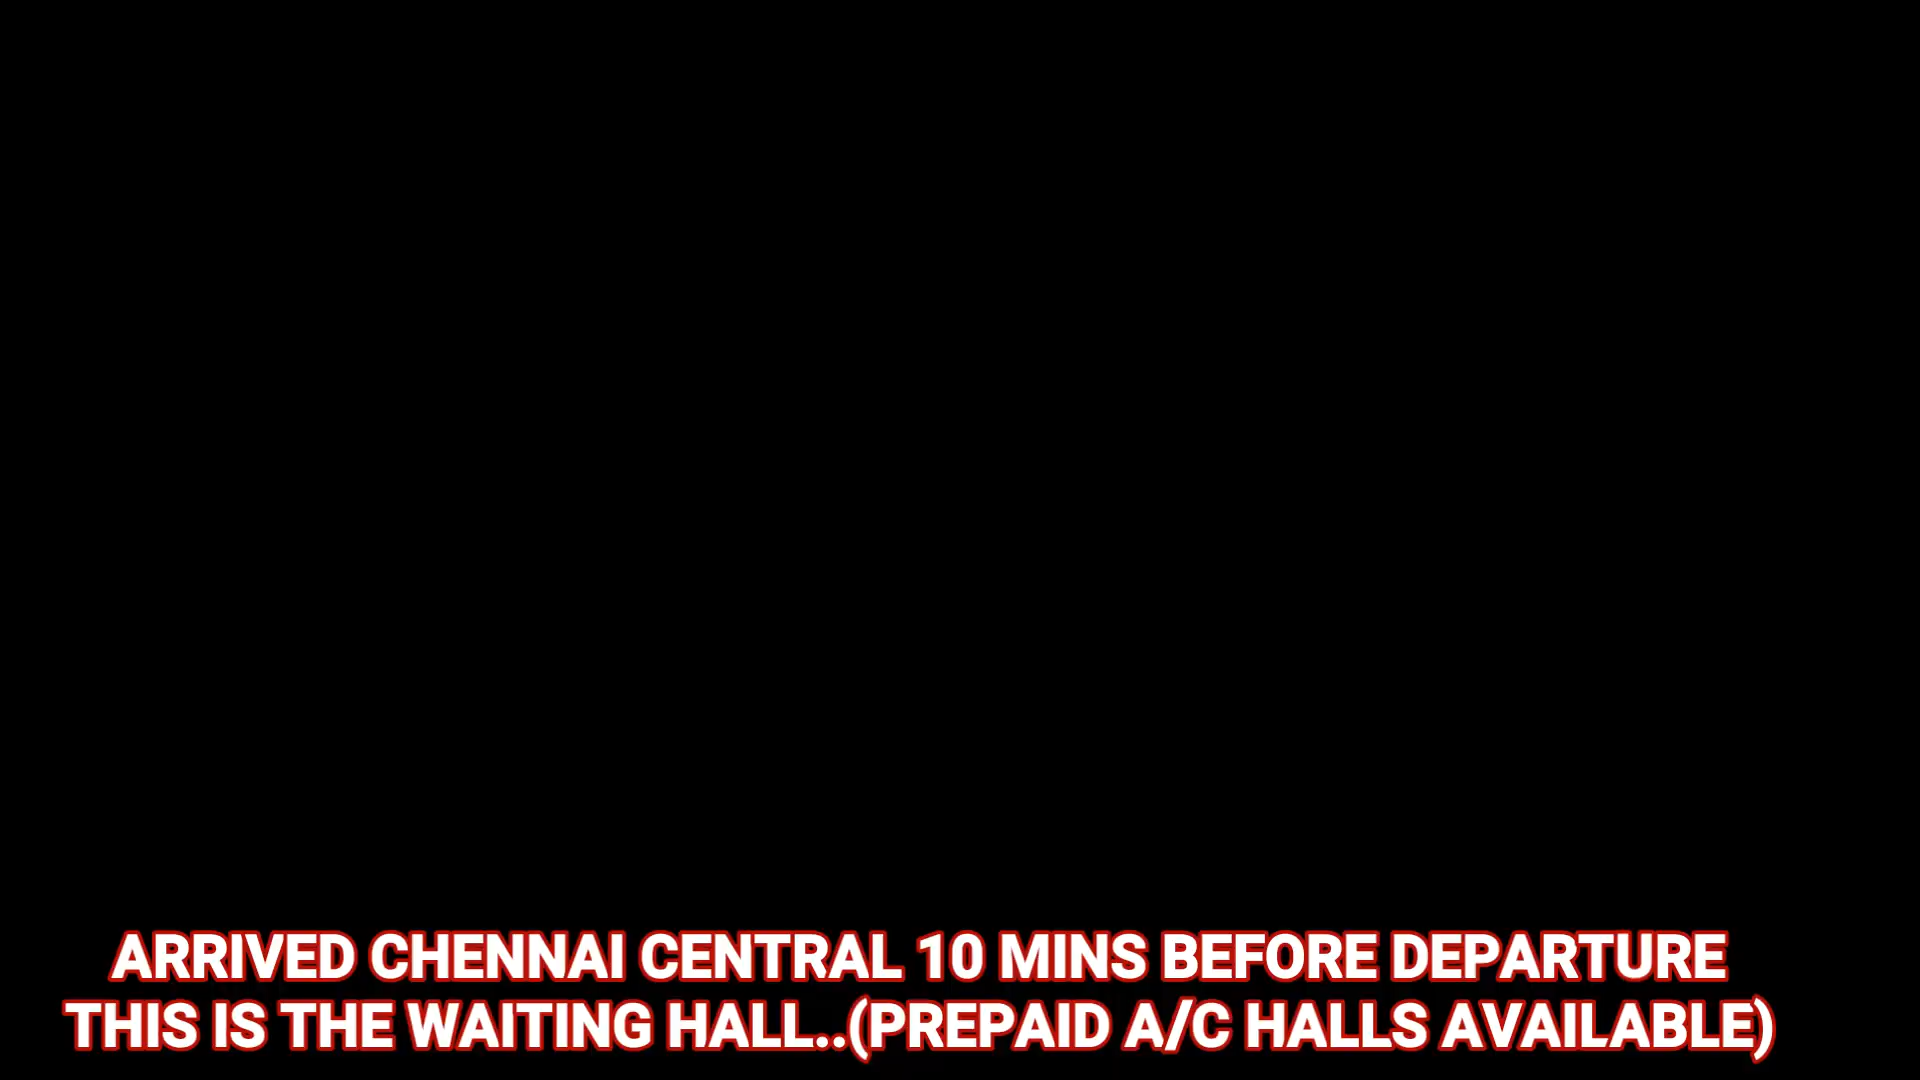 ARRIVED CHENNAI CENTRAL 10 MINS BEFORE DEPARTURE
THIS IS THE WAITING HALL..(PREPAID A/C HALLS AVAILABLE)